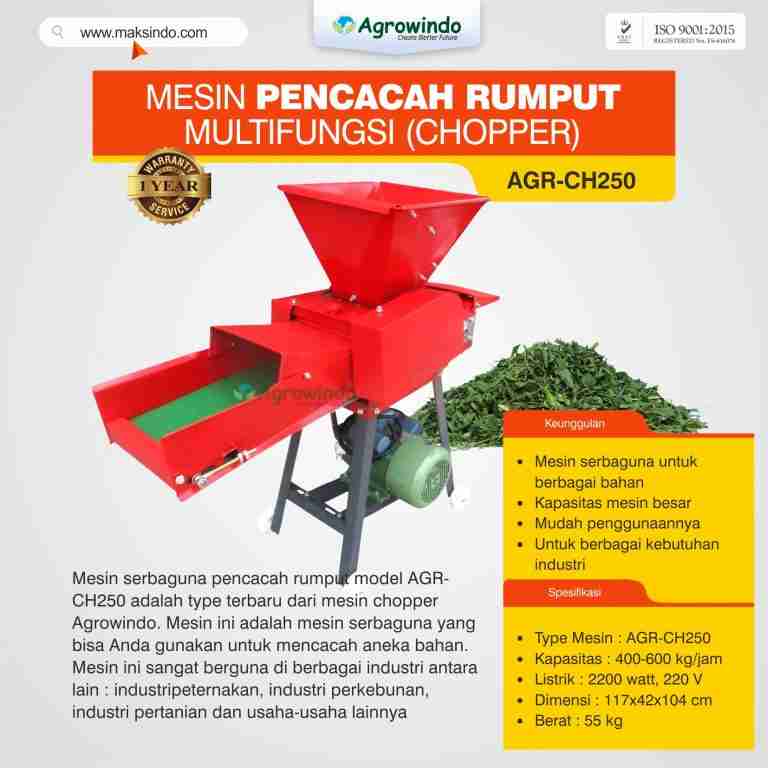 www.maksindo.com
Agrowindo
Create Better Future
ISO 9001:2015
MESIN PENCACAH RUMPUT
MULTIFUNGSI (CHOPPER)
AGR-CH250
WARRANTY
1 YEAR
SERVICE
Agrowindo
Keunggulan
• Mesin serbaguna untuk
berbagai bahan
• Kapasitas mesin besar
• Mudah penggunaannya
• Untuk berbagai kebutuhan
industri
Mesin serbaguna pencacah rumput model AGR-
CH250 adalah type terbaru dari mesin chopper
Agrowindo. Mesin ini adalah mesin serbaguna yang
bisa Anda gunakan untuk mencacah aneka bahan.
Mesin ini sangat berguna di berbagai industri antara
lain : industripeternakan, industri perkebunan,
industri pertanian dan usaha-usaha lainnya
Spesifikasi
• Type Mesin : AGR-CH250
• Kapasitas : 400-600 kg/jam
• Listrik : 2200 watt, 220 V
• Dimensi : 117x42x104 cm
• Berat : 55 kg